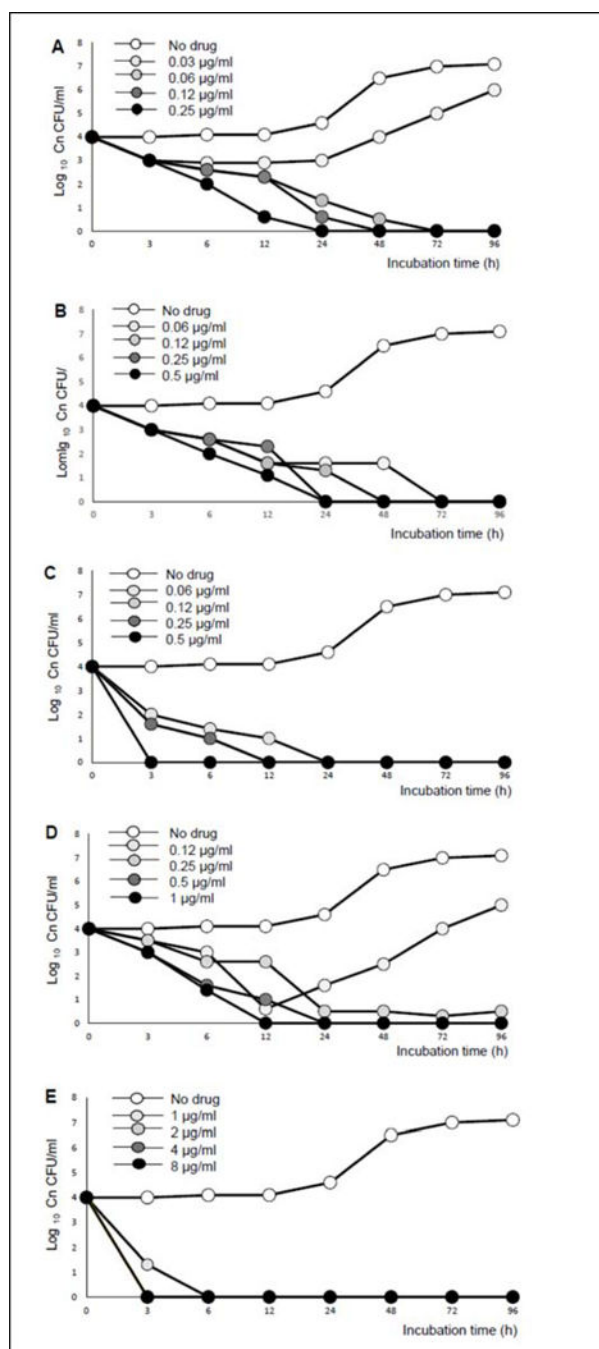 A
No drug
0.03 µg/ml
0.06 µg/ml
0.12 µg/ml
0.25 µg/ml
Log 10 Cn CFU/ml
8
7
6
5
4
3
2
1
0
0 3 6 12 24 48 72 96
Incubation time (h)
B
No drug
0.06 µg/ml
0.12 µg/ml
0.25 µg/ml
0.5 µg/ml
Lomlg 10 Cn CFU/
8
7
6
5
4
3
2
1
0
0 3 6 12 24 48 72 96
Incubation time (h)
C
No drug
0.06 µg/ml
0.12 µg/ml
0.25 µg/ml
0.5 µg/ml
Log 10 Cn CFU/ml
8
7
6
5
4
3
2
1
0
0 3 6 12 24 48 72 96
Incubation time (h)
D
No drug
0.12 µg/ml
0.25 µg/ml
0.5 µg/ml
1 µg/ml
Log 10 Cn CFU/ml
8
7
6
5
4
3
2
1
0
0 3 6 12 24 48 72 96
Incubation time (h)
E
No drug
1 µg/ml
2 µg/ml
4 µg/ml
8 µg/ml
Log 10 Cn CFU/ml
8
7
6
5
4
3
2
1
0
0 3 6 12 24 48 72 96
Incubation time (h)